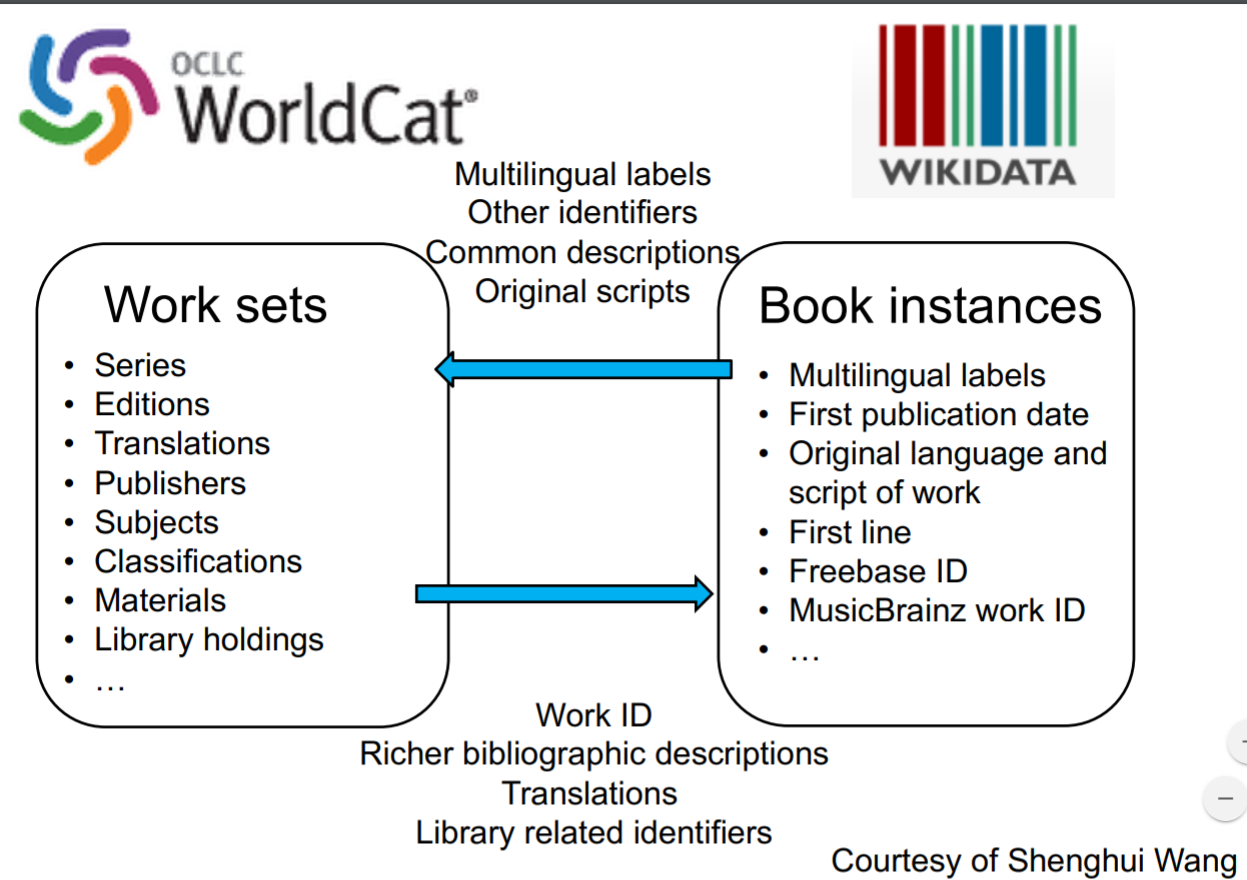 OCLC
WorldCat®
WIKIDATA
Multilingual labels
Other identifiers
Common descriptions
Original scripts
Work sets
• Series
• Editions
• Translations
• Publishers
• Subjects
• Classifications
• Materials
• Library holdings
• …
Book instances
• Multilingual labels
• First publication date
• Original language and
script of work
• First line
• Freebase ID
• MusicBrainz work ID
• …
Work ID
Richer bibliographic descriptions
Translations
Library related identifiers
Courtesy of Shenghui Wang